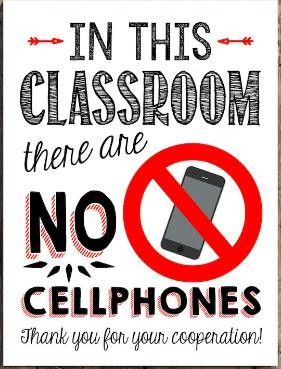 IN THIS
CLASSROOM
there are
NO
CELLPHONES
Thank you for your cooperation!